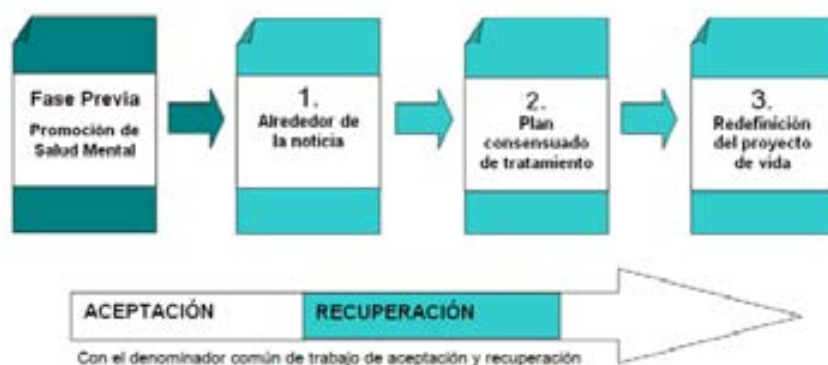 Fase Previa
Promoción de
Salud Mental
1.
Alrededor de
la noticia
2.
Plan
consensuado
de tratamiento
3.
Redefinición
del proyecto
de vida
ACEPTACIÓN
RECUPERACIÓN
Con el denominador común de trabajo de aceptación y recuperación